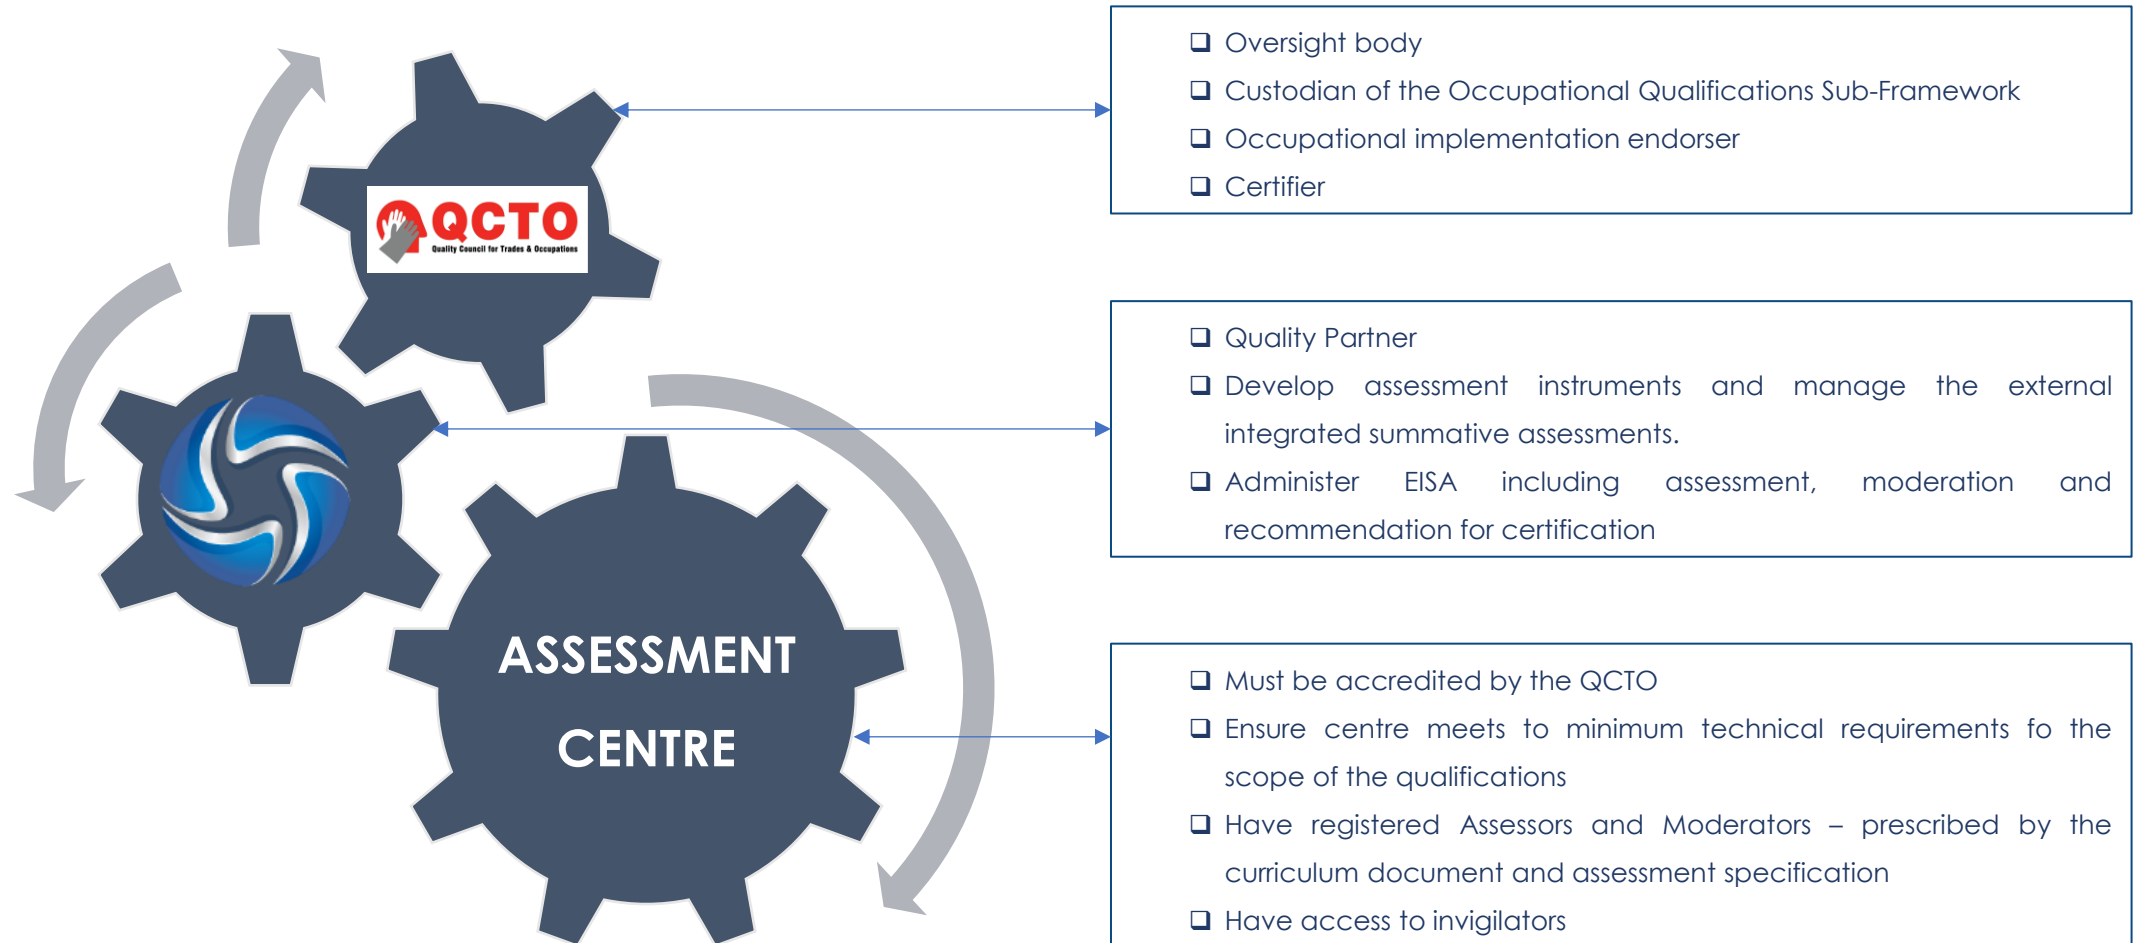 QCTO
Quality Council for Trades & Occupations
ASSESSMENT
CENTRE
Oversight body
Custodian of the Occupational Qualifications Sub-Framework
Occupational implementation endorser
Certifier
Quality Partner
Develop assessment instruments and manage the external
integrated summative assessments.
Administer EISA including assessment, moderation and
recommendation for certification
Must be accredited by the QCTO
Ensure centre meets to minimum technical requirements fo the
scope of the qualifications
Have registered Assessors and Moderators – prescribed by the
curriculum document and assessment specification
Have access to invigilators